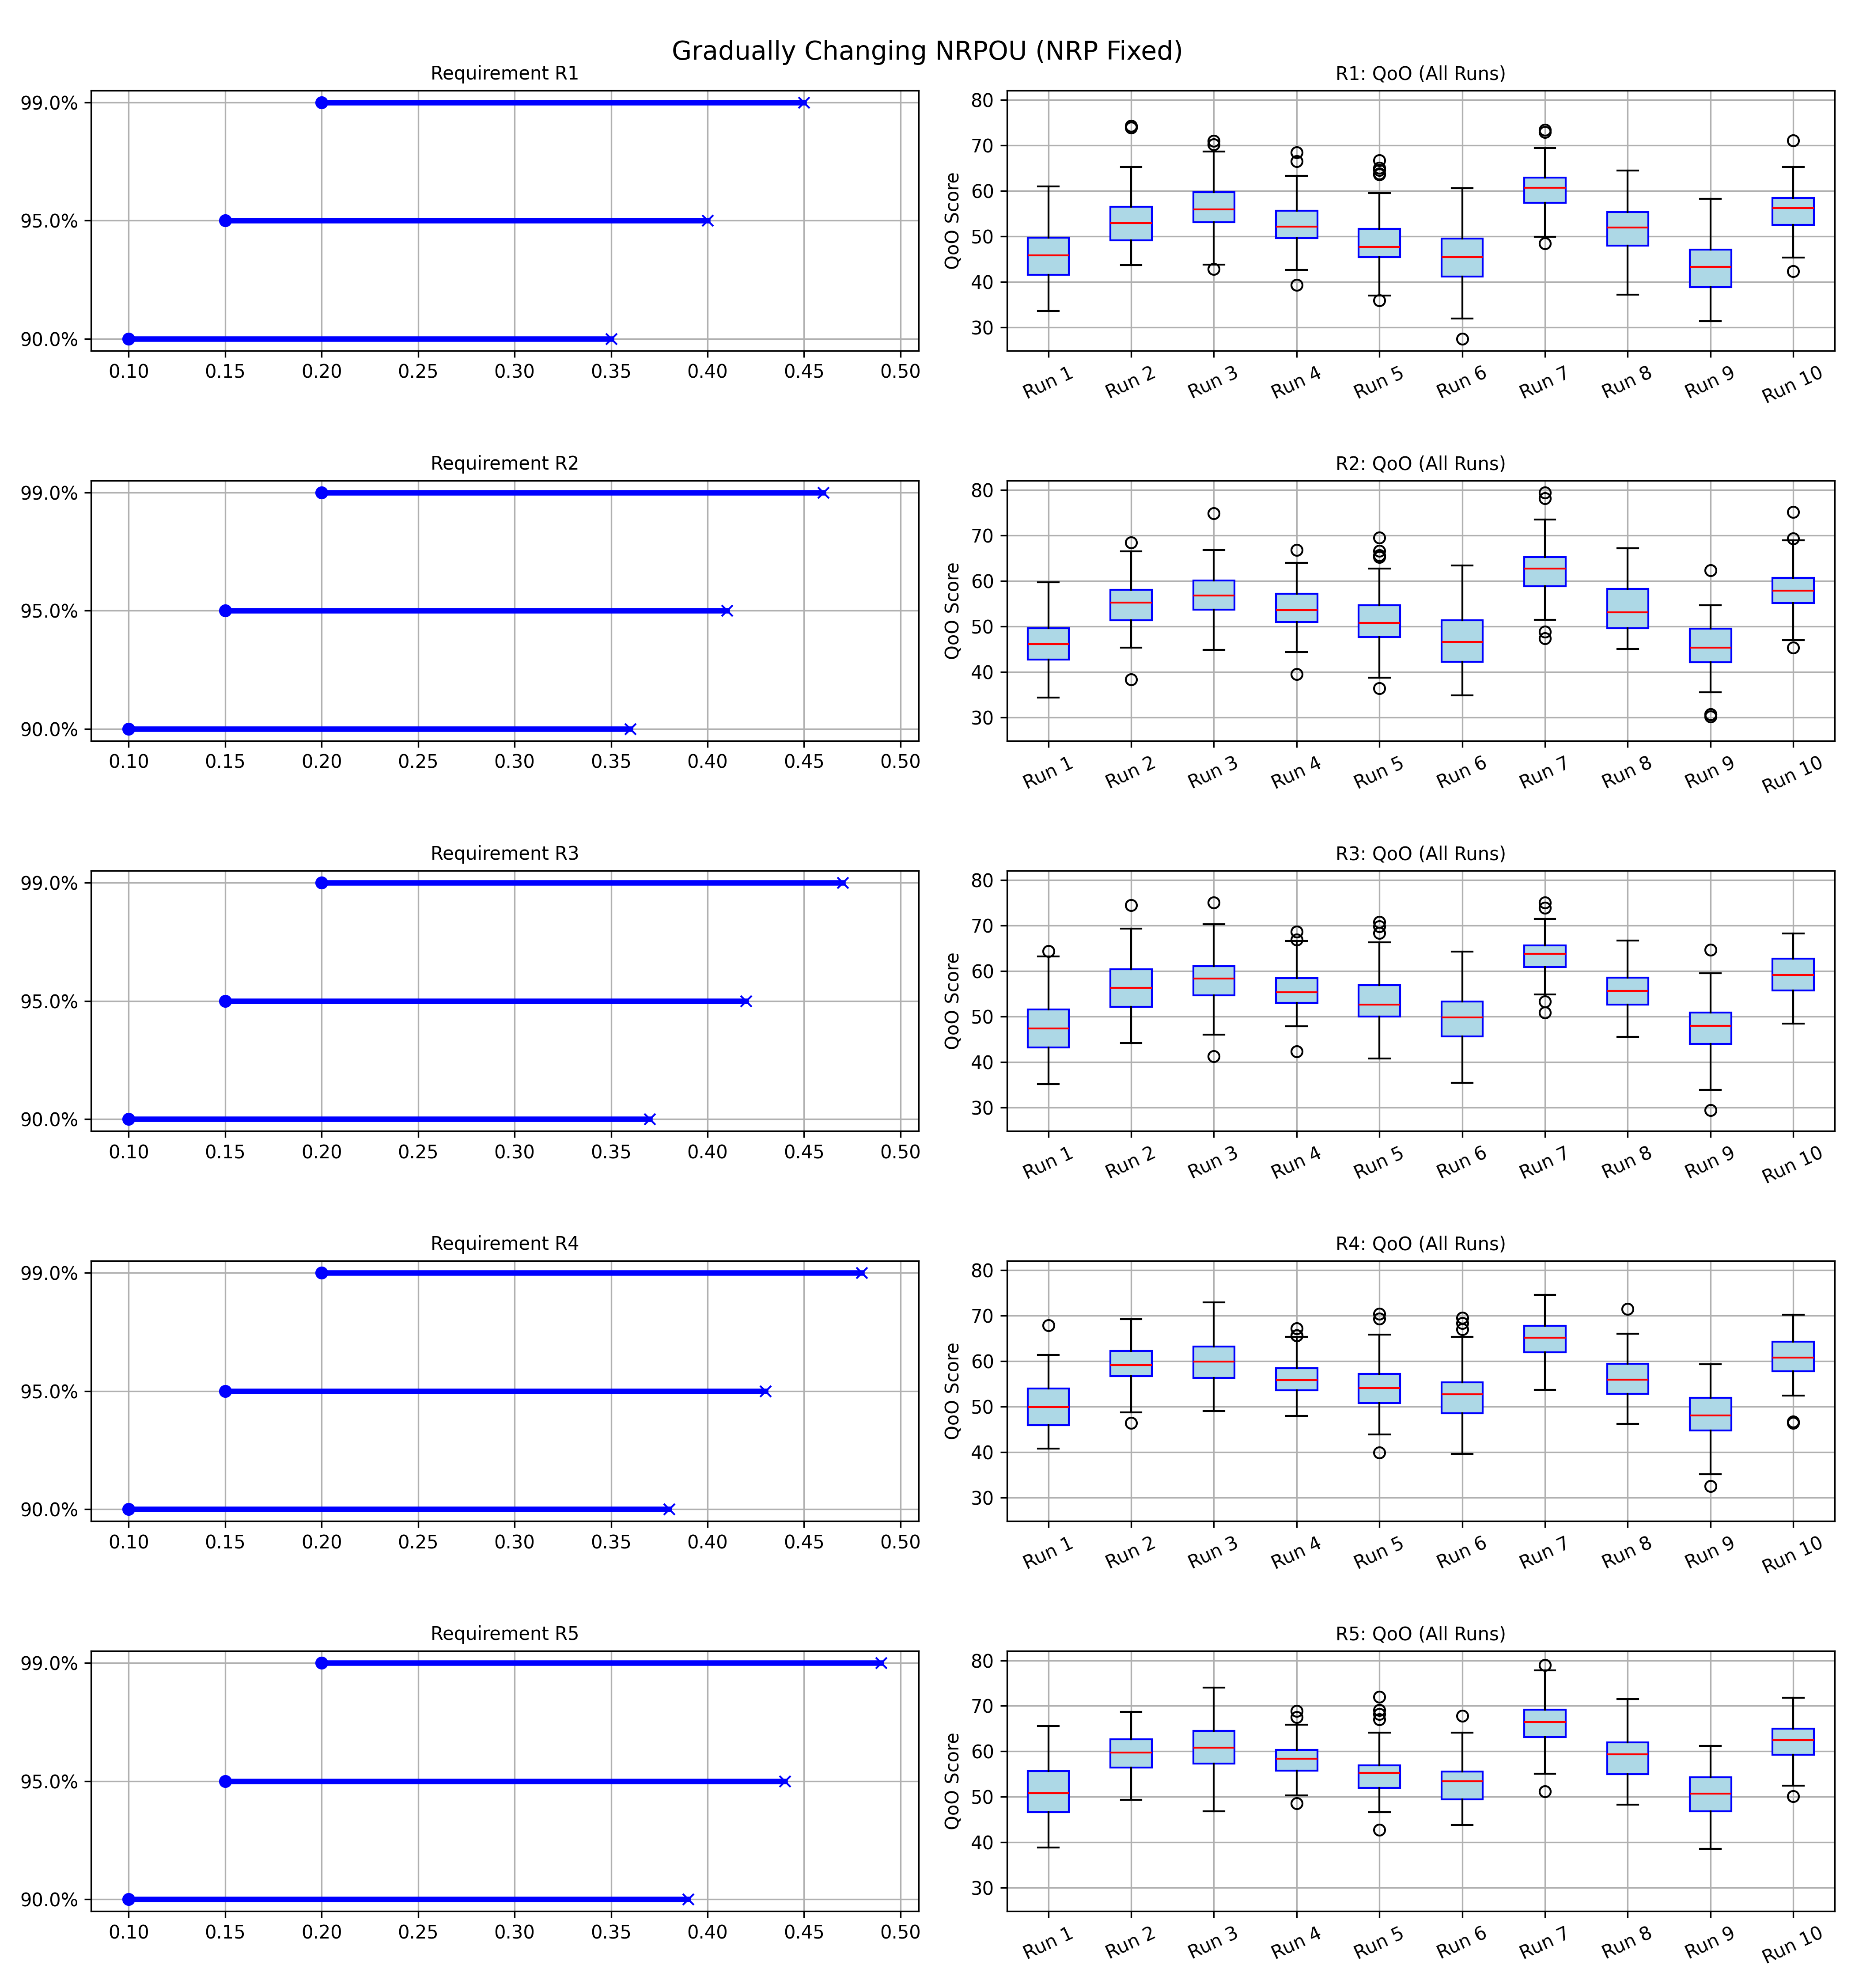 Gradually Changing NRPOU (NRP Fixed)
Requirement R1
99.0%
95.0%
90.0%
0.10 0.15 0.20 0.25 0.30 0.35 0.40 0.45 0.50
R1: QoO (All Runs)
QoO Score
80
70
60
50
40
30
Run 1 Run 2 Run 3 Run 4 Run 5 Run 6 Run 7 Run 8 Run 9 Run 10
Requirement R2
99.0%
95.0%
90.0%
0.10 0.15 0.20 0.25 0.30 0.35 0.40 0.45 0.50
R2: QoO (All Runs)
QoO Score
80
70
60
50
40
30
Run 1 Run 2 Run 3 Run 4 Run 5 Run 6 Run 7 Run 8 Run 9 Run 10
Requirement R3
99.0%
95.0%
90.0%
0.10 0.15 0.20 0.25 0.30 0.35 0.40 0.45 0.50
R3: QoO (All Runs)
QoO Score
80
70
60
50
40
30
Run 1 Run 2 Run 3 Run 4 Run 5 Run 6 Run 7 Run 8 Run 9 Run 10
Requirement R4
99.0%
95.0%
90.0%
0.10 0.15 0.20 0.25 0.30 0.35 0.40 0.45 0.50
R4: QoO (All Runs)
QoO Score
80
70
60
50
40
30
Run 1 Run 2 Run 3 Run 4 Run 5 Run 6 Run 7 Run 8 Run 9 Run 10
Requirement R5
99.0%
95.0%
90.0%
0.10 0.15 0.20 0.25 0.30 0.35 0.40 0.45 0.50
R5: QoO (All Runs)
QoO Score
80
70
60
50
40
30
Run 1 Run 2 Run 3 Run 4 Run 5 Run 6 Run 7 Run 8 Run 9 Run 10